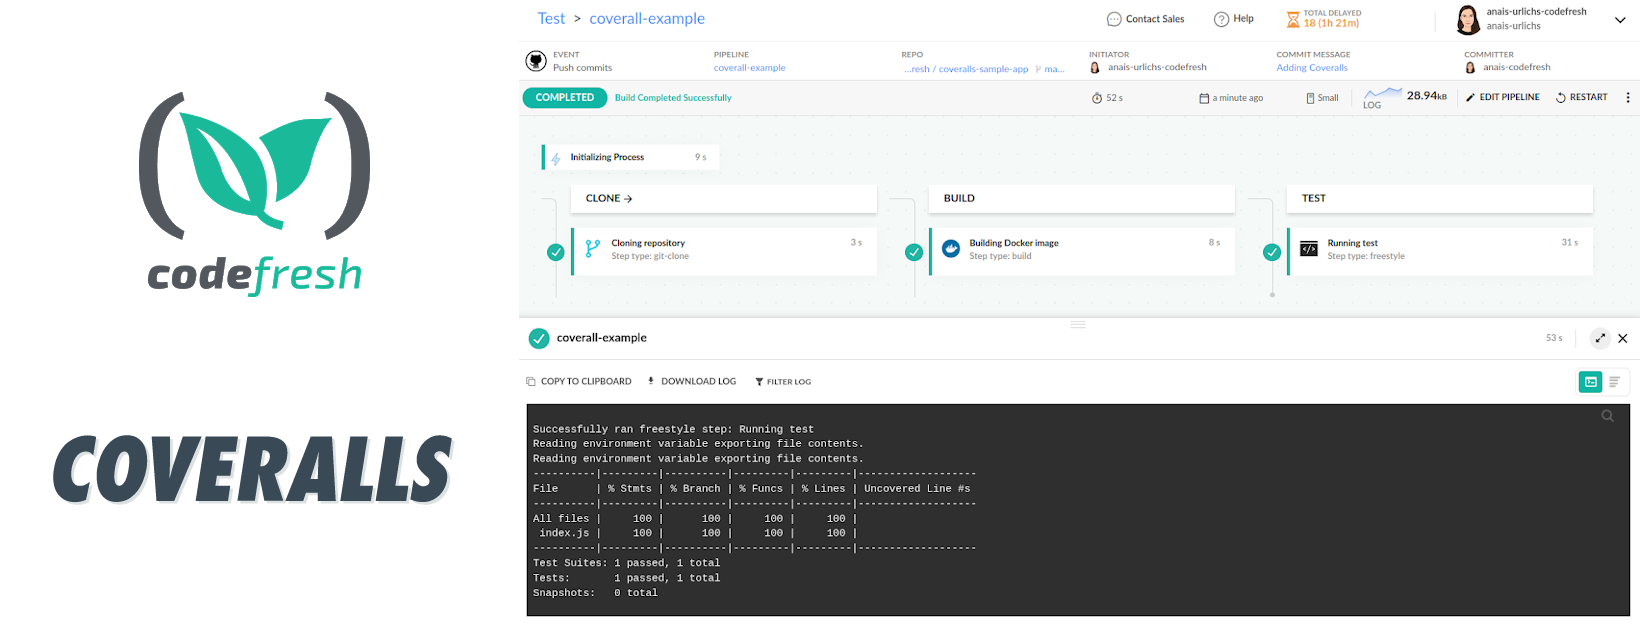 codefresh
COVERALLS
Test > coverall-example
Contact Sales
Help
TOTAL DELAYED
18 (1h 21m)
anais-urlichs-codefresh
anais-urlichs
EVENT
Push commits
PIPELINE
coverall-example
REPO
...resh / coveralls-sample-app ma...
INITIATOR
anais-urlichs-codefresh
COMMIT MESSAGE
Adding Coveralls
COMMITTER
anais-codefresh
COMPLETED Build Completed Successfully
52 s
a minute ago
Small
LOG 28.94kB
EDIT PIPELINE
RESTART
Initializing Process 9 s
CLONE →
Cloning repository 3 s
Step type: git-clone
BUILD
Building Docker image 8 s
Step type: build
TEST
Running test 31 s
Step type: freestyle
coverall-example 53 s
COPY TO CLIPBOARD DOWNLOAD LOG FILTER LOG
Successfully ran freestyle step: Running test
Reading environment variable exporting file contents.
Reading environment variable exporting file contents.
----------|---------|----------|---------|---------|-------------------
File      | % Stmts | % Branch | % Funcs | % Lines | Uncovered Line #s
----------|---------|----------|---------|---------|-------------------
All files |     100 |      100 |     100 |     100 |
 index.js |     100 |      100 |     100 |     100 |
----------|---------|----------|---------|---------|-------------------
Test Suites: 1 passed, 1 total
Tests:       1 passed, 1 total
Snapshots:   0 total